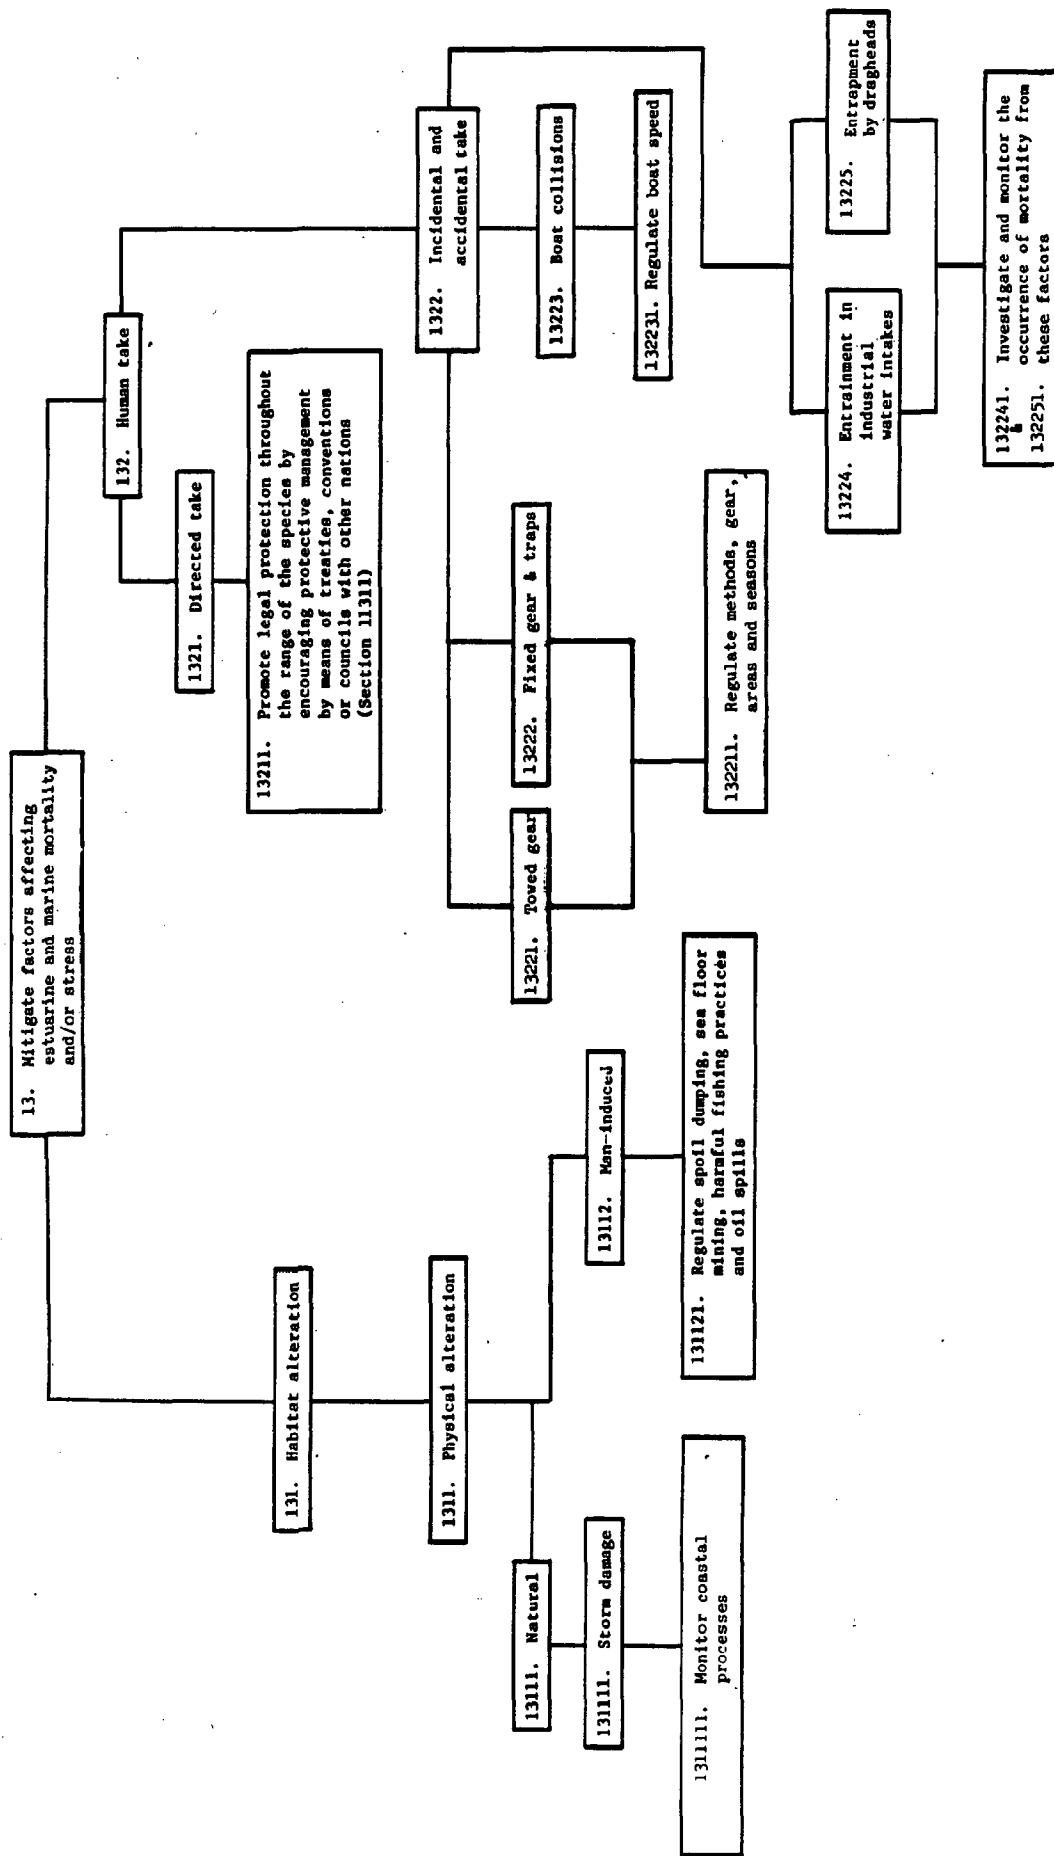 13. Mitigate factors affecting
estuarine and marine mortality
and/or stress
131. Habitat alteration
1311. Physical alteration
13111. Natural
131111. Storm damage
1311111. Monitor coastal
processes
13112. Man-induced
131121. Regulate spoil dumping, sea floor
mining, harmful fishing practices
and oil spills
132. Human take
1321. Directed take
13211. Promote legal protection throughout
the range of the species by
encouraging protective management
by means of treaties, conventions
or councils with other nations
(Section 11311)
1322. Incidental and
accidental take
13221. Towed gear
13222. Fixed gear & traps
132211. Regulate methods, gear,
areas and seasons
13223. Boat collisions
132231. Regulate boat speed
13224. Entrainment in
industrial
water intakes
13225. Entrapment
by dragheads
132241. Investigate and monitor the
& occurrence of mortality from
132251. these factors